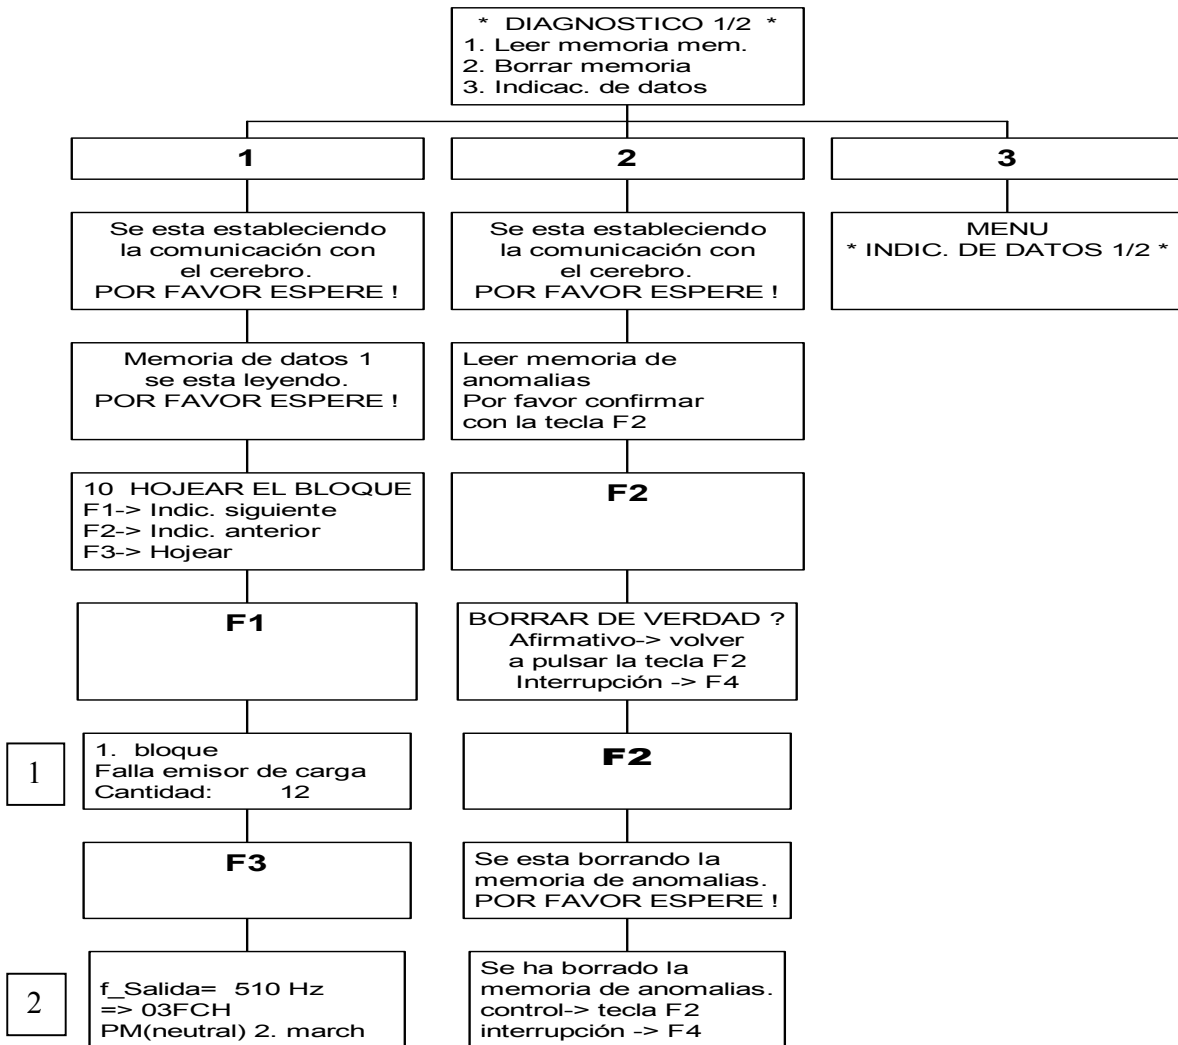 * DIAGNOSTICO 1/2 *
1. Leer memoria mem.
2. Borrar memoria
3. Indicac. de datos
1
2
3
Se esta estableciendo
la comunicación con
el cerebro.
POR FAVOR ESPERE !
Se esta estableciendo
la comunicación con
el cerebro.
POR FAVOR ESPERE !
MENU
* INDIC. DE DATOS 1/2 *
Memoria de datos 1
se esta leyendo.
POR FAVOR ESPERE !
Leer memoria de
anomalias
Por favor confirmar
con la tecla F2
10 HOJEAR EL BLOQUE
F1-> Indic. siguiente
F2-> Indic. anterior
F3-> Hojear
F2
F1
BORRAR DE VERDAD ?
Afirmativo-> volver
a pulsar la tecla F2
Interrupción -> F4
1
1. bloque
Falla emisor de carga
Cantidad: 12
F2
F3
Se esta borrando la
memoria de anomalias.
POR FAVOR ESPERE !
2
f_Salida= 510 Hz
=> 03FCH
PM(neutral) 2. march
Se ha borrado la
memoria de anomalias.
control-> tecla F2
interrupción -> F4